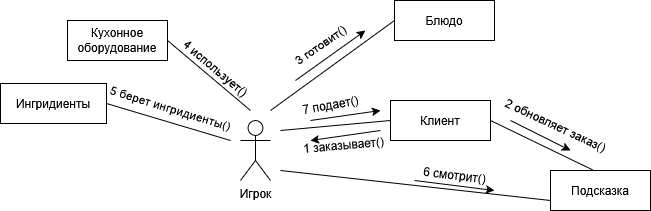 Кухонное
оборудование
4 использует()
3 готовит()
Блюдо
Ингридиенты
5 берет ингридиенты()
7 подает()
Клиент
2 обновляет заказ()
1 заказывает()
6 смотрит()
Игрок
Подсказка